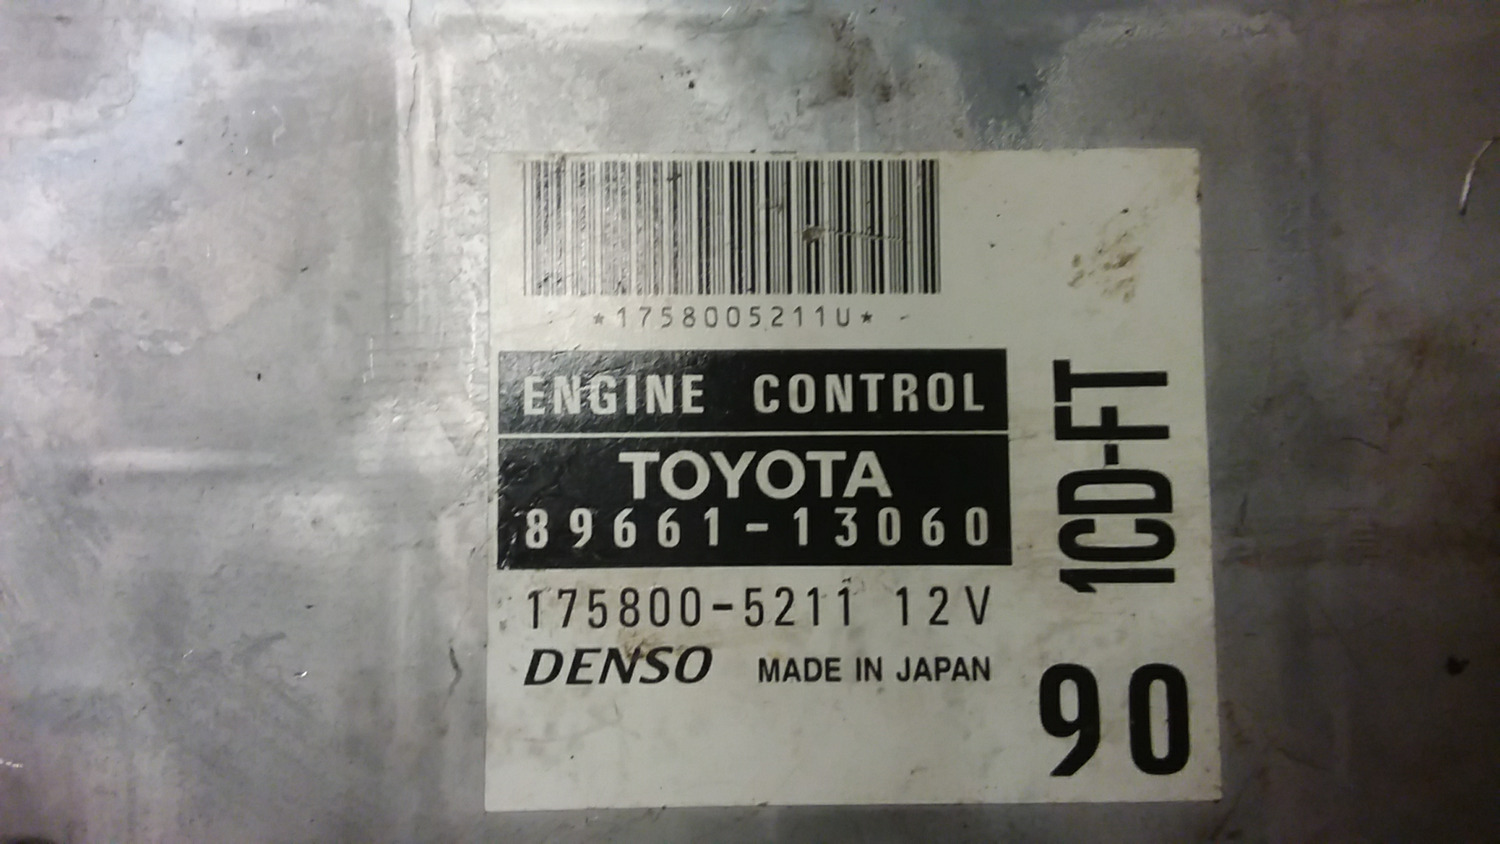 *1758005211U*
ENGINE CONTROL
TOYOTA
89661-13060
175800-5211 12V
DENSO MADE IN JAPAN
1CD-FT
90